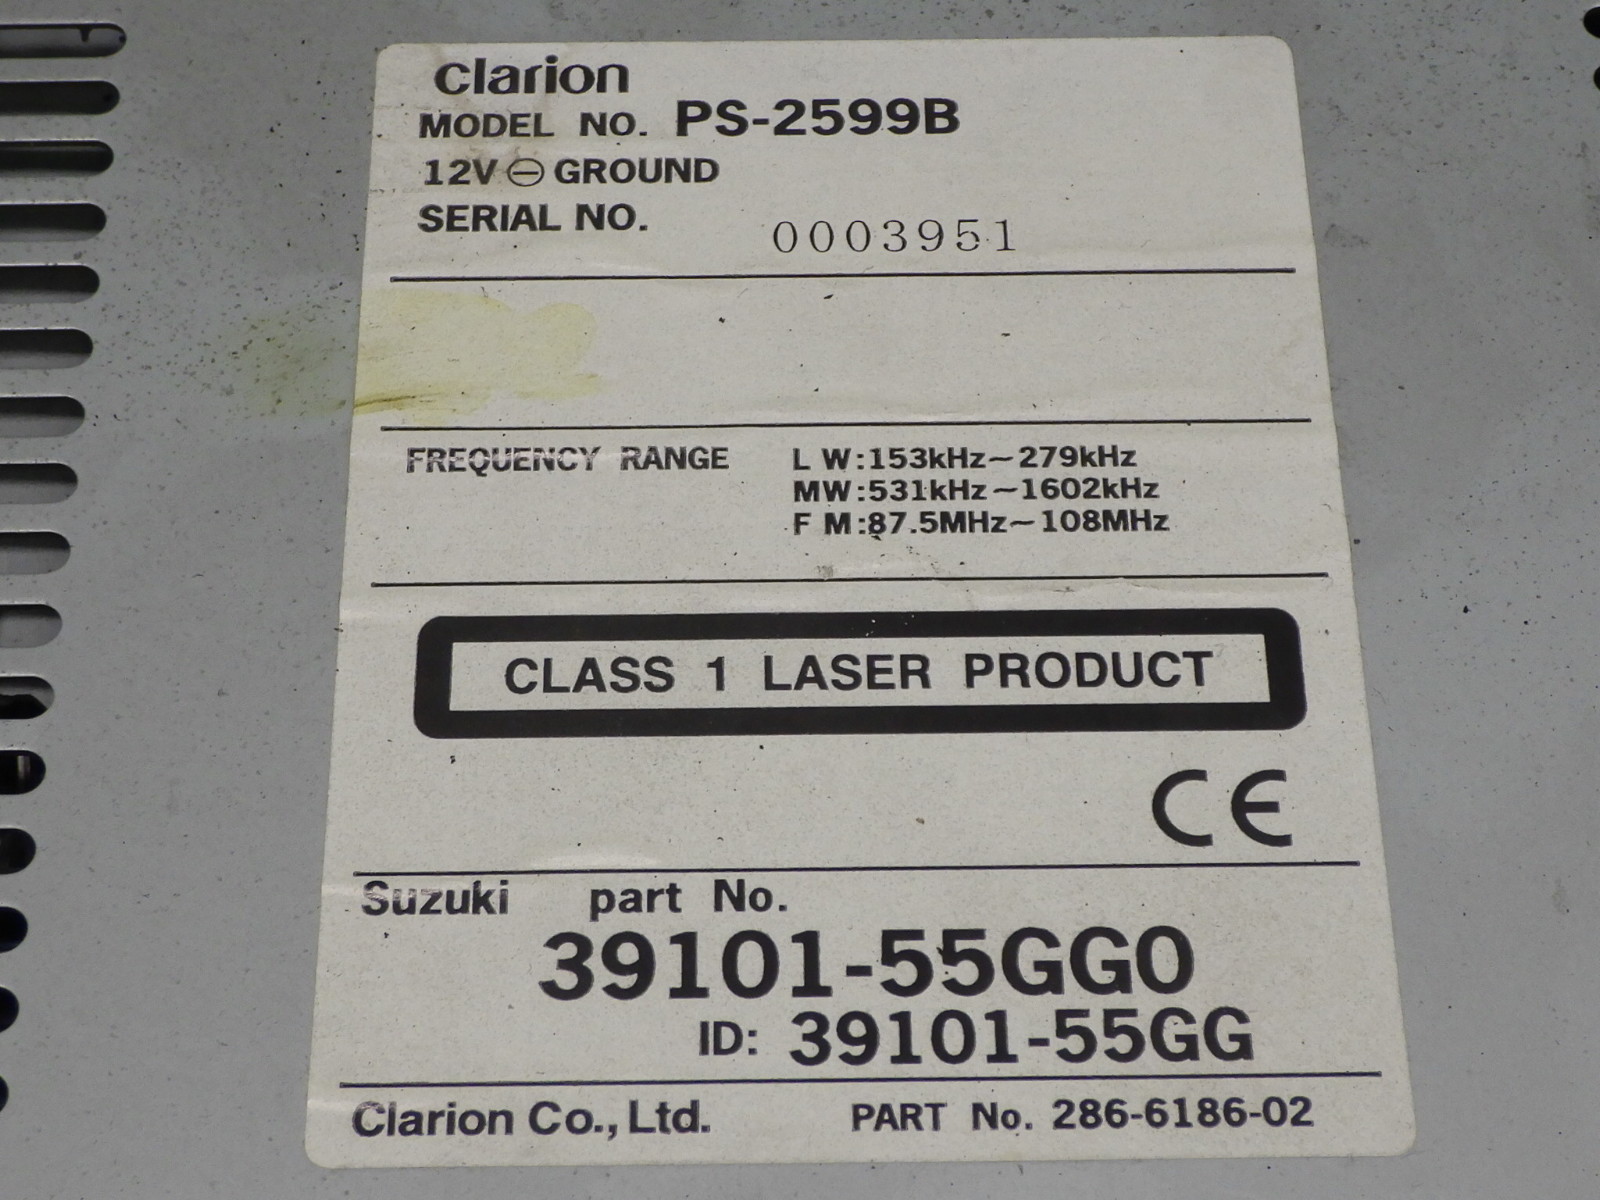 clarion
MODEL NO. PS-2599B
12V ⊖ GROUND
SERIAL NO. 0003951
FREQUENCY RANGE L W:153kHz~279kHz
MW:531kHz~1602kHz
F M:87.5MHz~108MHz
CLASS 1 LASER PRODUCT
CE
Suzuki part No.
39101-55GG0
ID: 39101-55GG
Clarion Co., Ltd. PART No. 286-6186-02